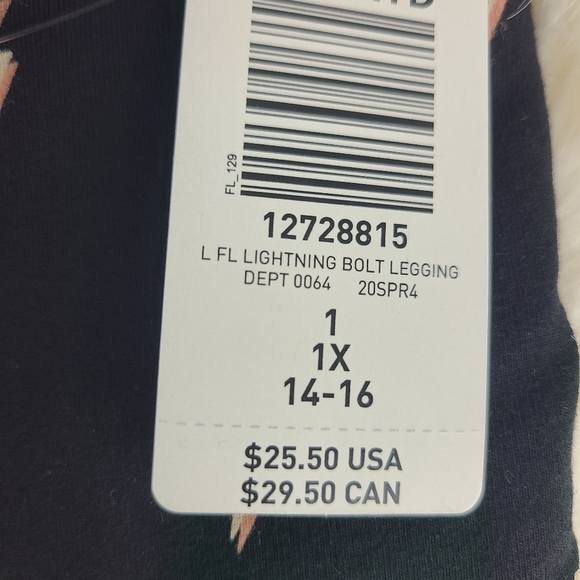 FL_129
12728815
L FL LIGHTNING BOLT LEGGING
DEPT 0064 20SPR4
1
1X
14-16
$25.50 USA
$29.50 CAN